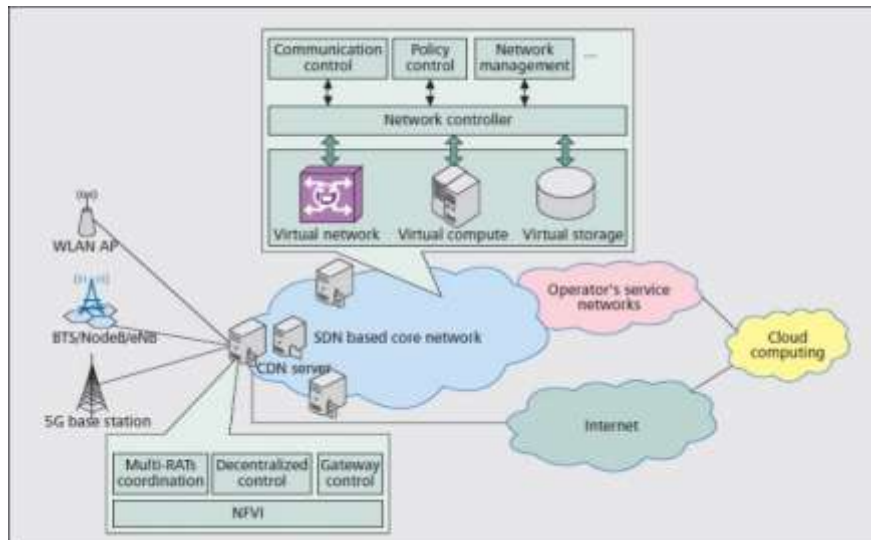 Communication
control
Policy
control
Network
management
...
Network controller
Virtual network
Virtual compute
Virtual storage
WLAN AP
BTS/NodeB/eNB
5G base station
CDN server
SDN based core network
Operator's service
networks
Cloud
computing
Internet
Multi-RATs
coordination
Decentralized
control
Gateway
control
NFVI